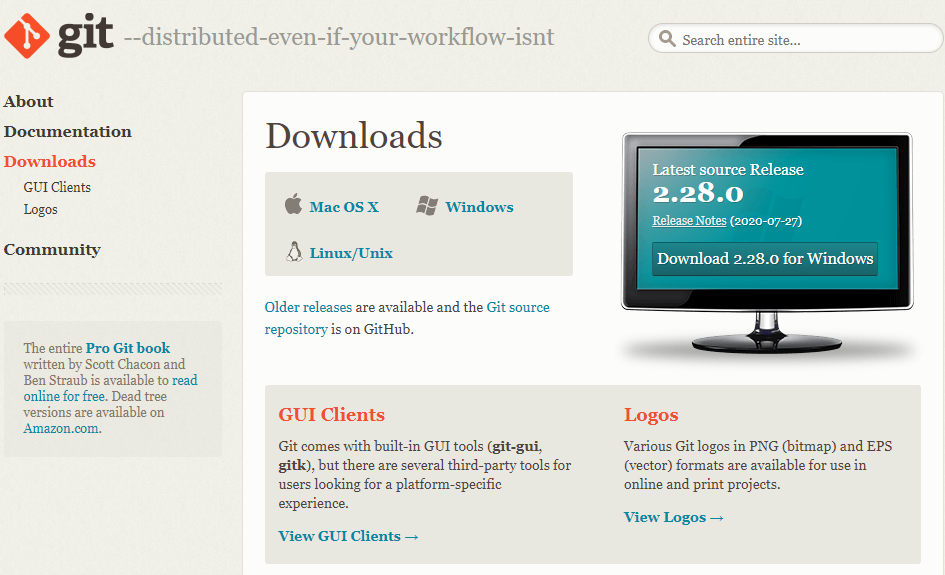 git --distributed-even-if-your-workflow-isnt
Search entire site...
About
Documentation
Downloads
GUI Clients
Logos
Community
The entire Pro Git book
written by Scott Chacon and
Ben Straub is available to read
online for free. Dead tree
versions are available on
Amazon.com.
Downloads
Mac OS X
Windows
Linux/Unix
Older releases are available and the Git source
repository is on GitHub.
Latest source Release
2.28.0
Release Notes (2020-07-27)
Download 2.28.0 for Windows
GUI Clients
Git comes with built-in GUI tools (git-gui,
gitk), but there are several third-party tools for
users looking for a platform-specific
experience.
View GUI Clients →
Logos
Various Git logos in PNG (bitmap) and EPS
(vector) formats are available for use in
online and print projects.
View Logos →